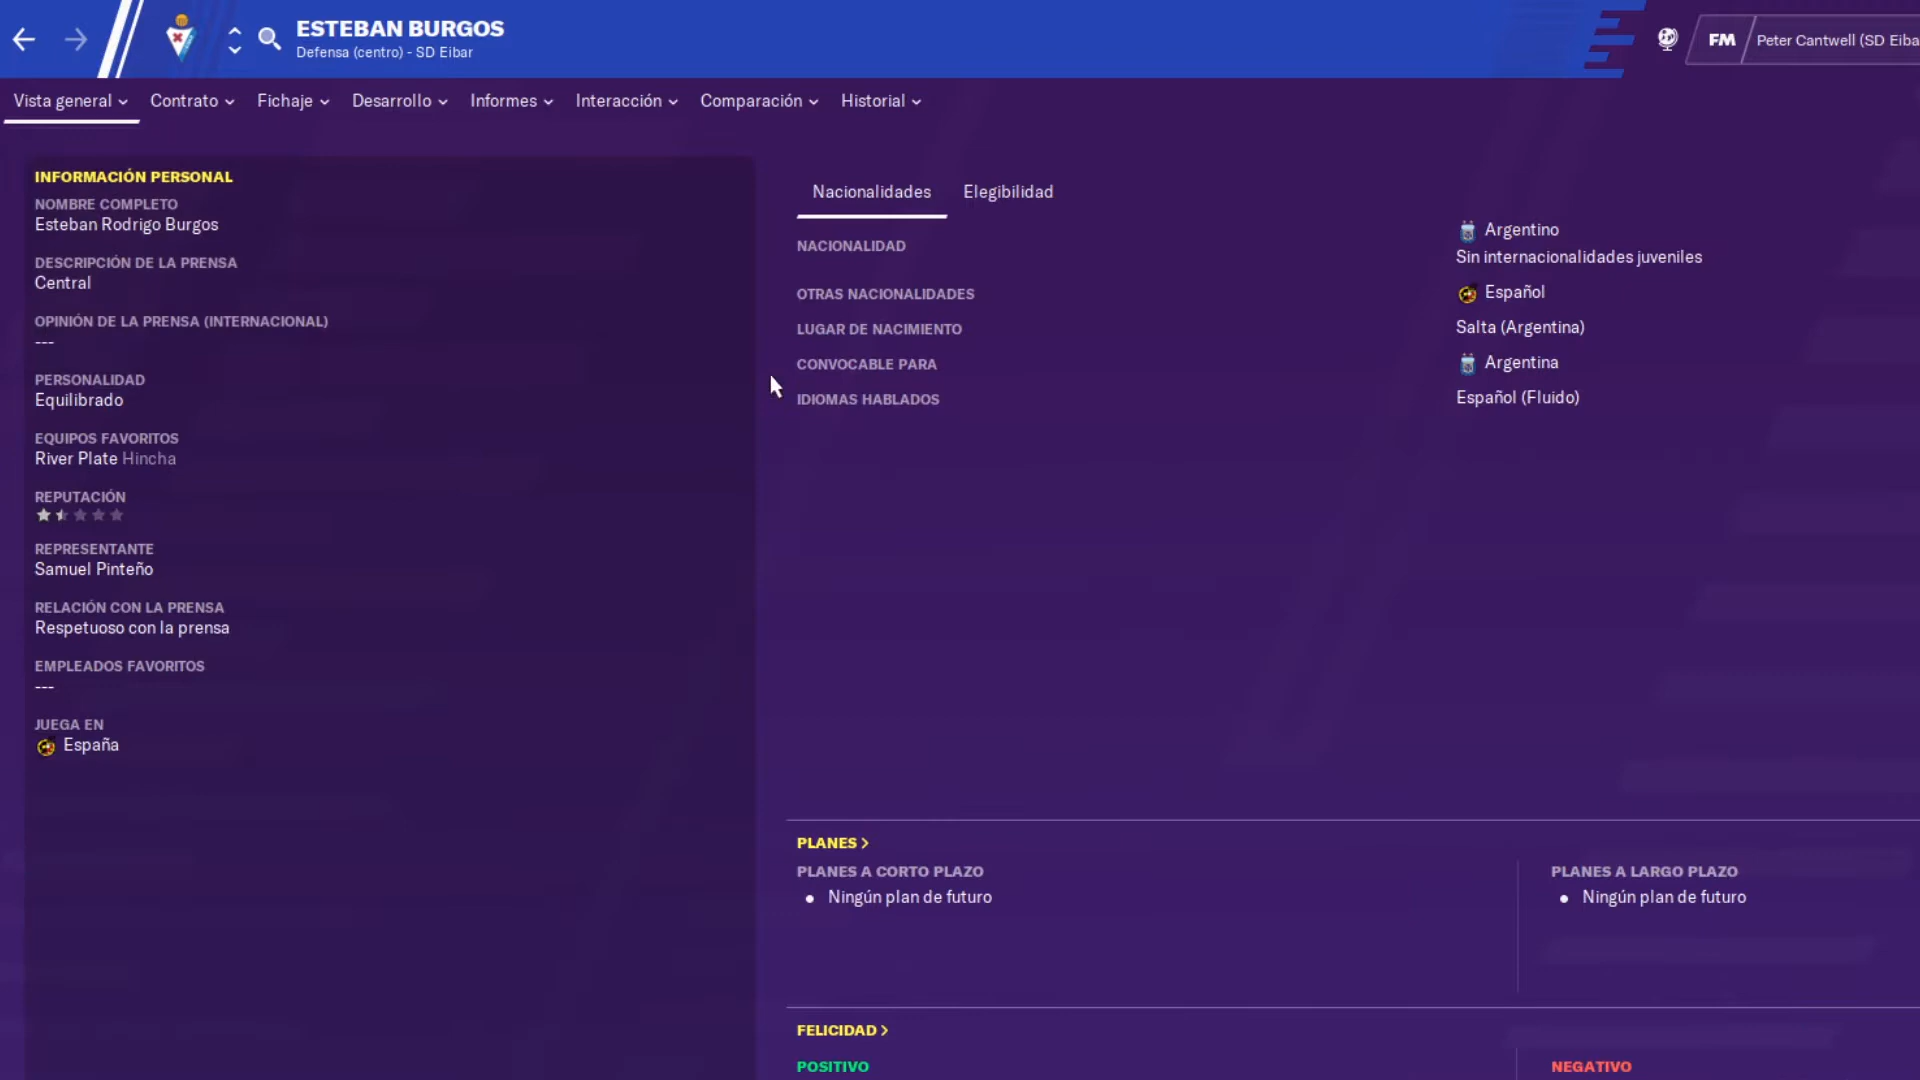 ESTEBAN BURGOS
Defensa (centro) - SD Eibar
FM
Peter Cantwell (SD Eiba
Vista general
Contrato
Fichaje
Desarrollo
Informes
Interacción
Comparación
Historial
INFORMACIÓN PERSONAL
NOMBRE COMPLETO
Esteban Rodrigo Burgos
DESCRIPCIÓN DE LA PRENSA
Central
OPINIÓN DE LA PRENSA (INTERNACIONAL)
---
PERSONALIDAD
Equilibrado
EQUIPOS FAVORITOS
River Plate Hincha
REPUTACIÓN
REPRESENTANTE
Samuel Pinteño
RELACIÓN CON LA PRENSA
Respetuoso con la prensa
EMPLEADOS FAVORITOS
---
JUEGA EN
España
Nacionalidades
Elegibilidad
NACIONALIDAD
Argentino
Sin internacionalidades juveniles
OTRAS NACIONALIDADES
Español
LUGAR DE NACIMIENTO
Salta (Argentina)
CONVOCABLE PARA
Argentina
IDIOMAS HABLADOS
Español (Fluido)
PLANES >
PLANES A CORTO PLAZO
• Ningún plan de futuro
PLANES A LARGO PLAZO
• Ningún plan de futuro
FELICIDAD >
POSITIVO
NEGATIVO